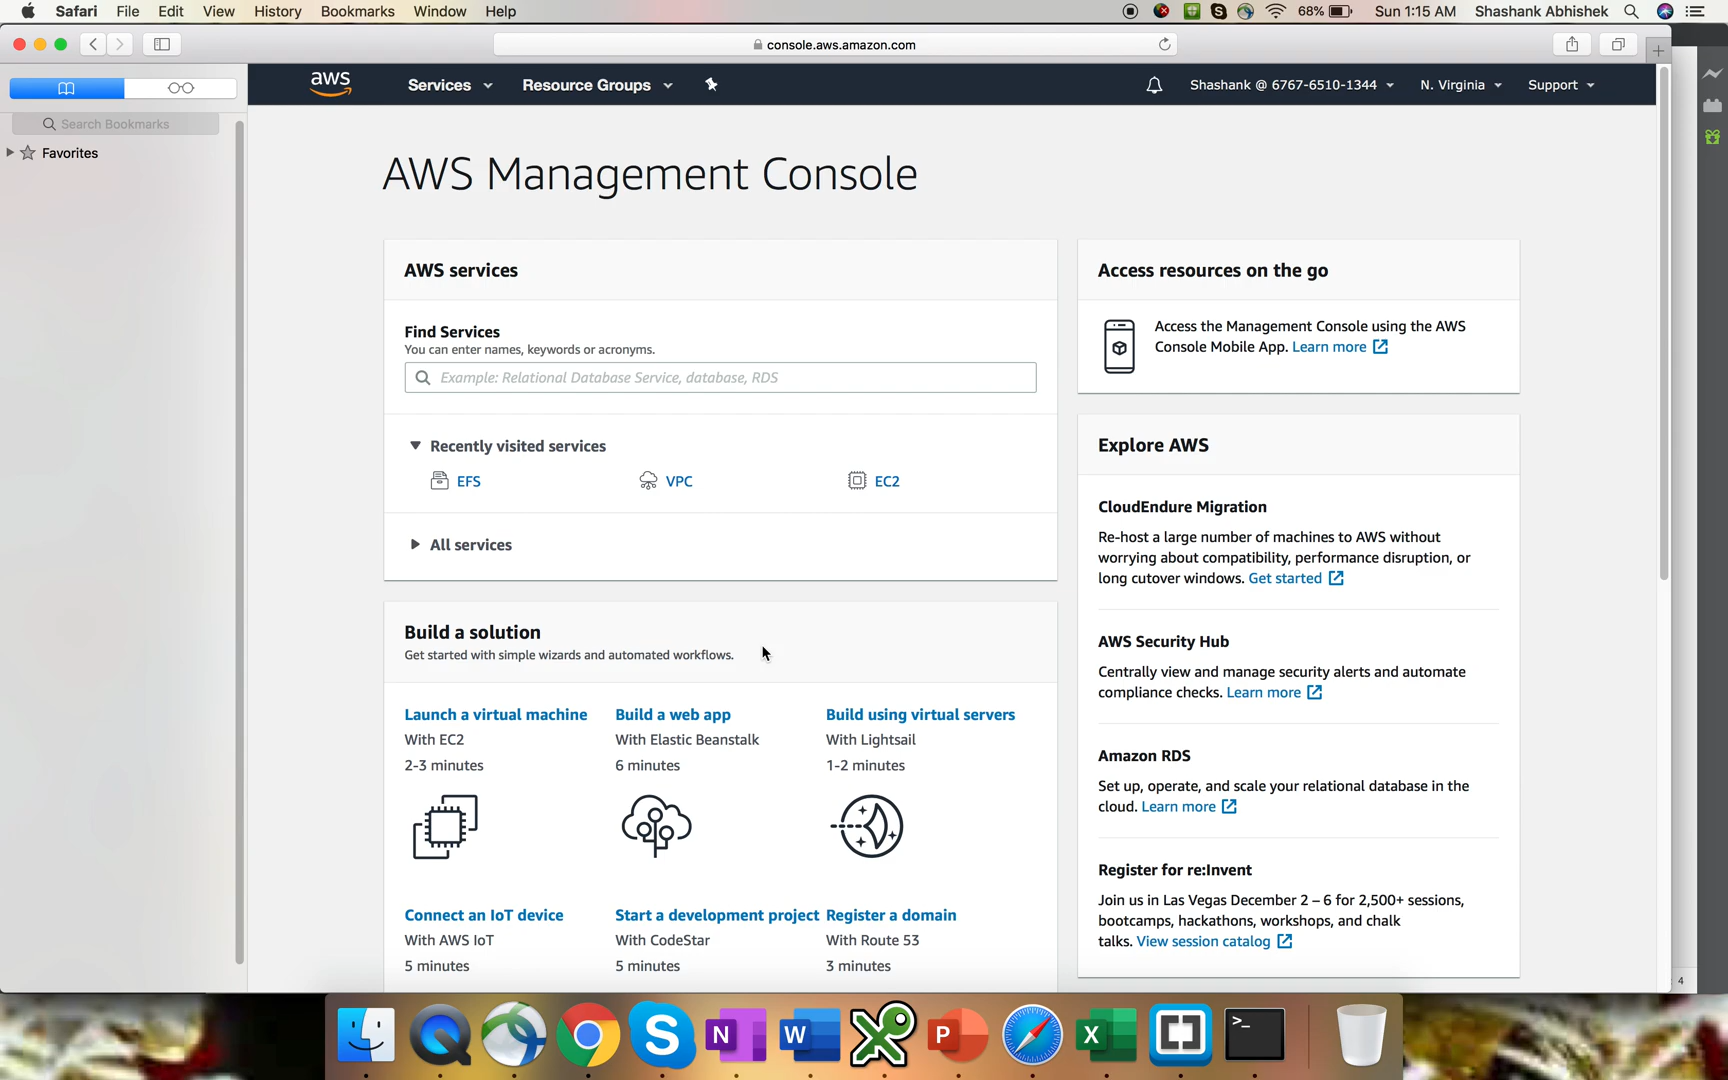 Safari File Edit View History Bookmarks Window Help
68% Sun 1:15 AM Shashank Abhishek
console.aws.amazon.com
Search Bookmarks
Favorites
aws Services Resource Groups Shashank @ 6767-6510-1344 N. Virginia Support
AWS Management Console
AWS services
Find Services
You can enter names, keywords or acronyms.
Example: Relational Database Service, database, RDS
Recently visited services
EFS VPC EC2
All services
Build a solution
Get started with simple wizards and automated workflows.
Launch a virtual machine
With EC2
2-3 minutes
Build a web app
With Elastic Beanstalk
6 minutes
Build using virtual servers
With Lightsail
1-2 minutes
Connect an IoT device
With AWS IoT
5 minutes
Start a development project
With CodeStar
5 minutes
Register a domain
With Route 53
3 minutes
Access resources on the go
Access the Management Console using the AWS
Console Mobile App. Learn more
Explore AWS
CloudEndure Migration
Re-host a large number of machines to AWS without
worrying about compatibility, performance disruption, or
long cutover windows. Get started
AWS Security Hub
Centrally view and manage security alerts and automate
compliance checks. Learn more
Amazon RDS
Set up, operate, and scale your relational database in the
cloud. Learn more
Register for re:Invent
Join us in Las Vegas December 2 – 6 for 2,500+ sessions,
bootcamps, hackathons, workshops, and chalk
talks. View session catalog
4
S N W X P X >_